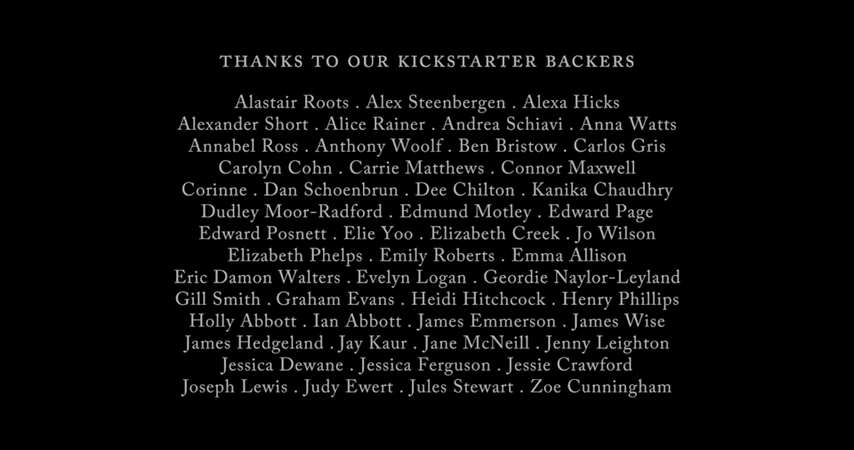 THANKS TO OUR KICKSTARTER BACKERS
Alastair Roots . Alex Steenbergen . Alexa Hicks
Alexander Short . Alice Rainer . Andrea Schiavi . Anna Watts
Annabel Ross . Anthony Woolf . Ben Bristow . Carlos Gris
Carolyn Cohn . Carrie Matthews . Connor Maxwell
Corinne . Dan Schoenbrun . Dee Chilton . Kanika Chaudhry
Dudley Moor-Radford . Edmund Motley . Edward Page
Edward Posnett . Elie Yoo . Elizabeth Creek . Jo Wilson
Elizabeth Phelps . Emily Roberts . Emma Allison
Eric Damon Walters . Evelyn Logan . Geordie Naylor-Leyland
Gill Smith . Graham Evans . Heidi Hitchcock . Henry Phillips
Holly Abbott . Ian Abbott . James Emmerson . James Wise
James Hedgeland . Jay Kaur . Jane McNeill . Jenny Leighton
Jessica Dewane . Jessica Ferguson . Jessie Crawford
Joseph Lewis . Judy Ewert . Jules Stewart . Zoe Cunningham